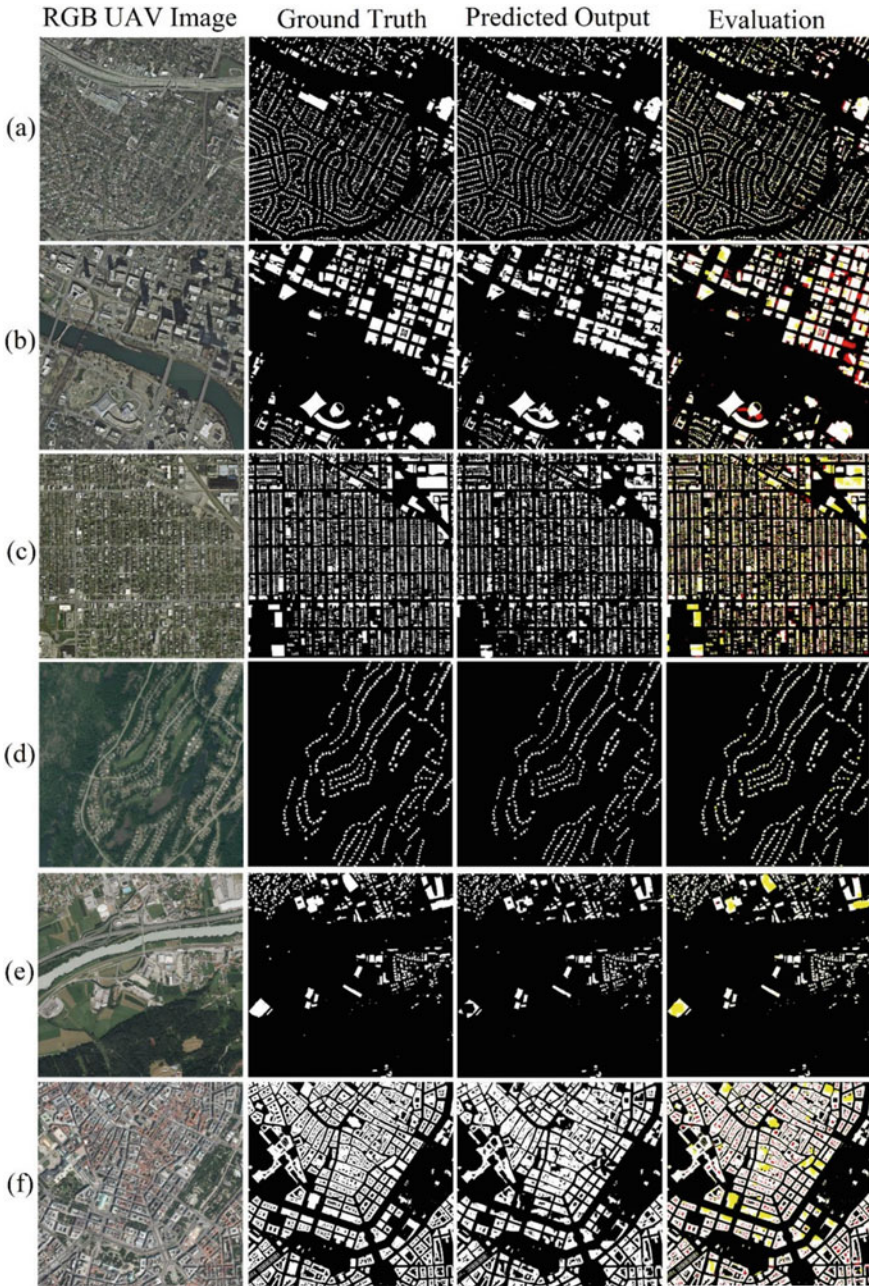 RGB UAV Image Ground Truth Predicted Output Evaluation
(a)
(b)
(c)
(d)
(e)
(f)